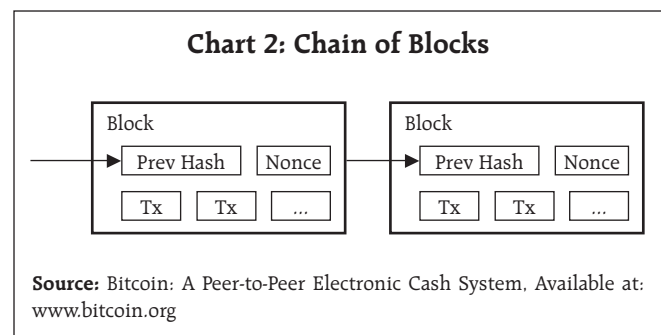 Chart 2: Chain of Blocks
Block
Prev Hash Nonce
Tx Tx ...
Block
Prev Hash Nonce
Tx Tx ...
Source: Bitcoin: A Peer-to-Peer Electronic Cash System, Available at:
www.bitcoin.org